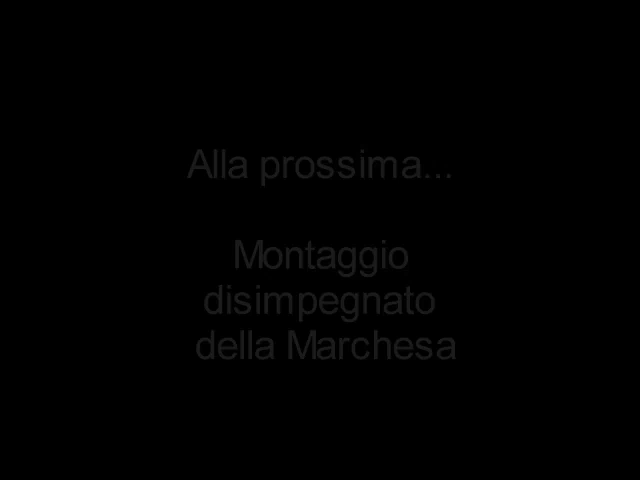 Alla prossima...
Montaggio
disimpegnato
della Marchesa